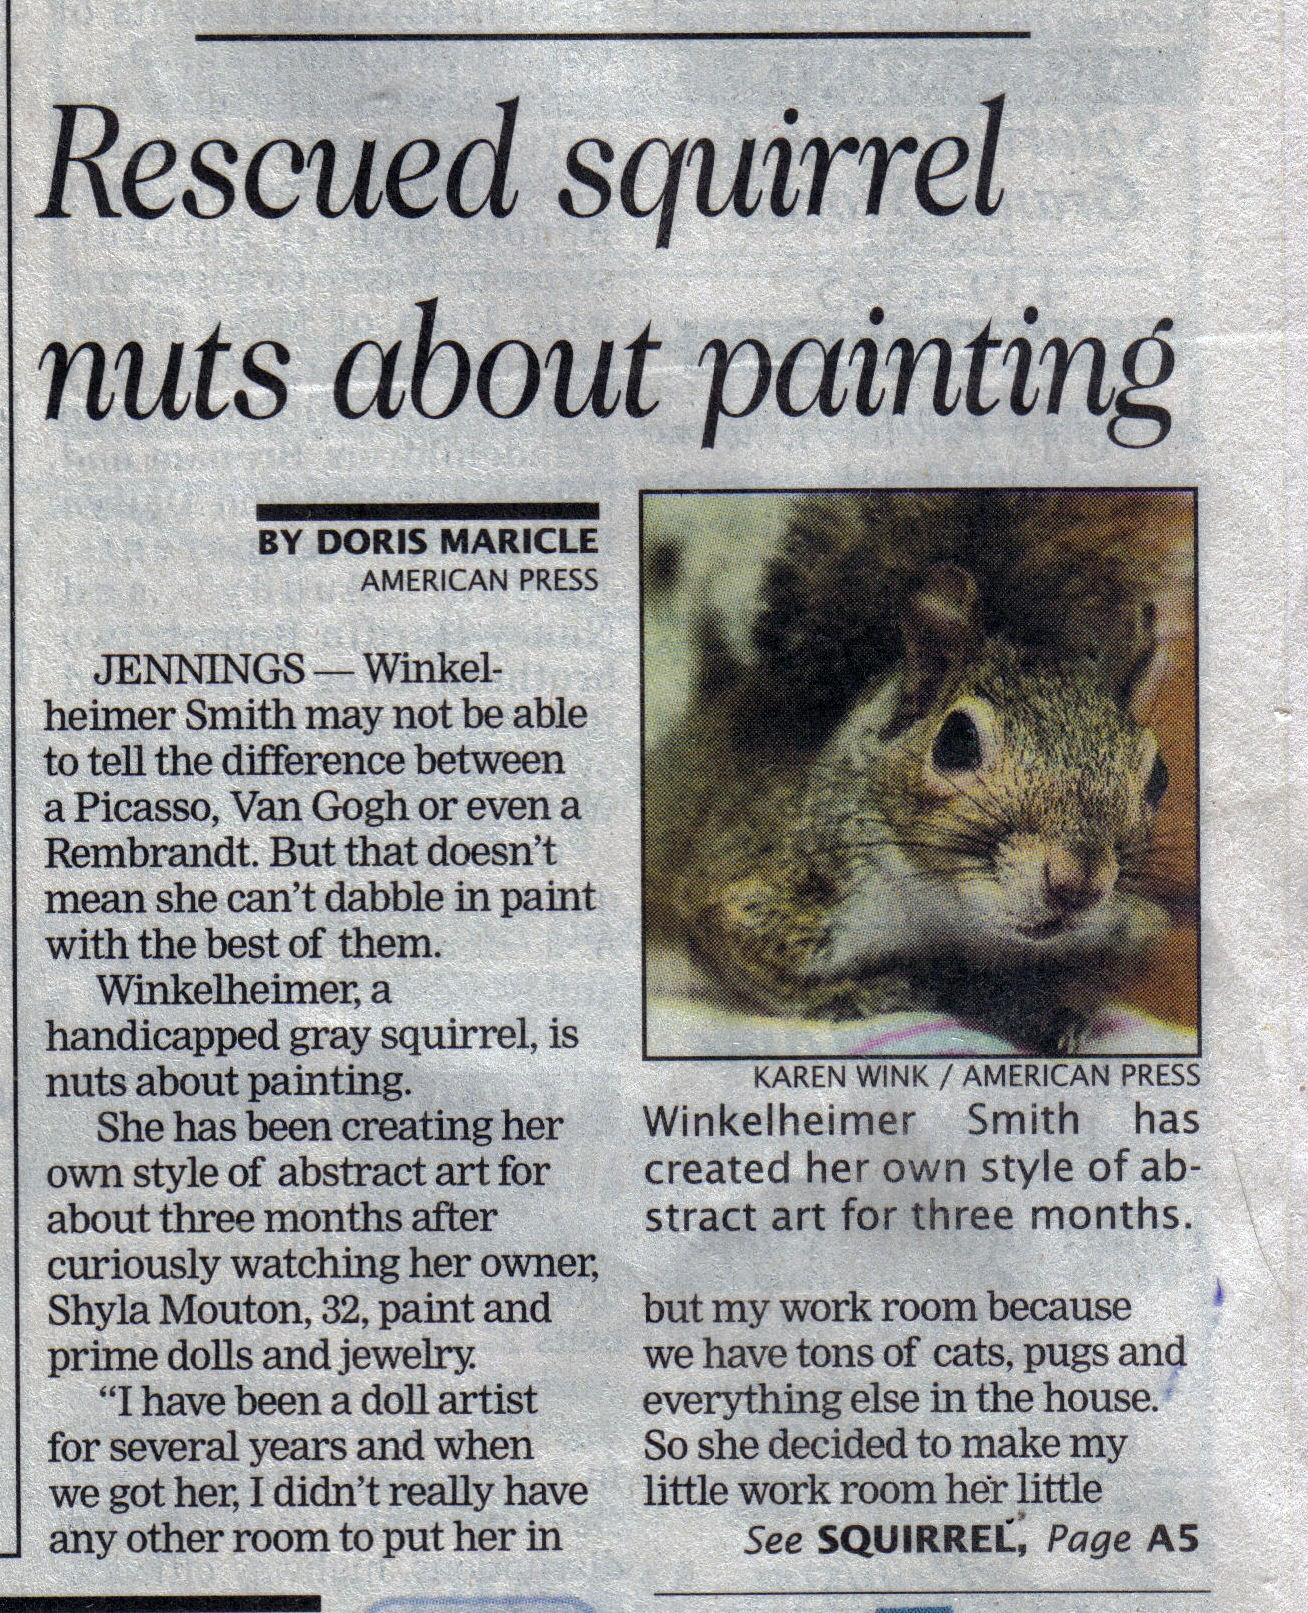 Rescued squirrel
nuts about painting
BY DORIS MARICLE
AMERICAN PRESS
JENNINGS — Winkel-
heimer Smith may not be able
to tell the difference between
a Picasso, Van Gogh or even a
Rembrandt. But that doesn't
mean she can't dabble in paint
with the best of them.
Winkelheimer, a
handicapped gray squirrel, is
nuts about painting.
She has been creating her
own style of abstract art for
about three months after
curiously watching her owner,
Shyla Mouton, 32, paint and
prime dolls and jewelry.
“I have been a doll artist
for several years and when
we got her, I didn't really have
any other room to put her in
KAREN WINK / AMERICAN PRESS
Winkelheimer Smith has
created her own style of ab-
stract art for three months.
but my work room because
we have tons of cats, pugs and
everything else in the house.
So she decided to make my
little work room her little
See SQUIRREL, Page A5